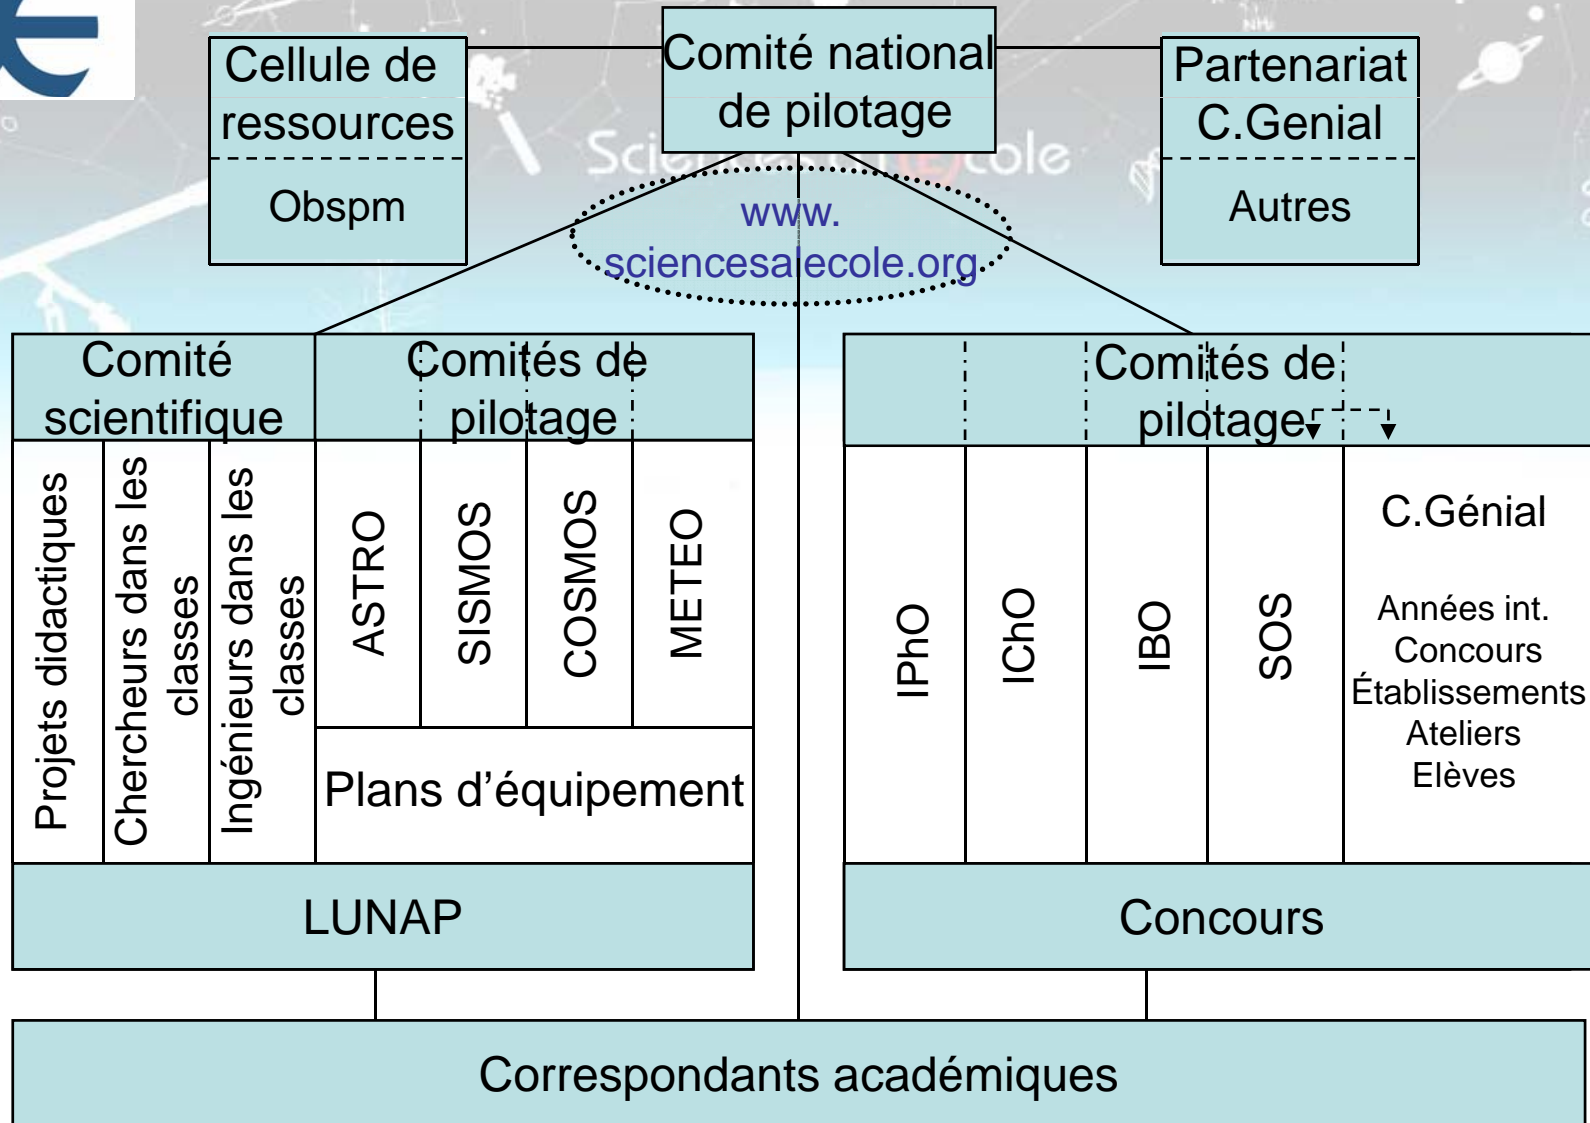 Cellule de
ressources
Obspm
Comité national
de pilotage
Partenariat
C.Genial
Autres
Sciences à l'École
www.
sciencesalecole.org
Comité
scientifique
Comités de
pilotage
Comités de
pilotage
Projets didactiques
Chercheurs dans les
classes
Ingénieurs dans les
classes
ASTRO
SISMOS
COSMOS
METEO
Plans d’équipement
LUNAP
IPhO
IChO
IBO
SOS
C.Génial
Années int.
Concours
Établissements
Ateliers
Elèves
Concours
Correspondants académiques